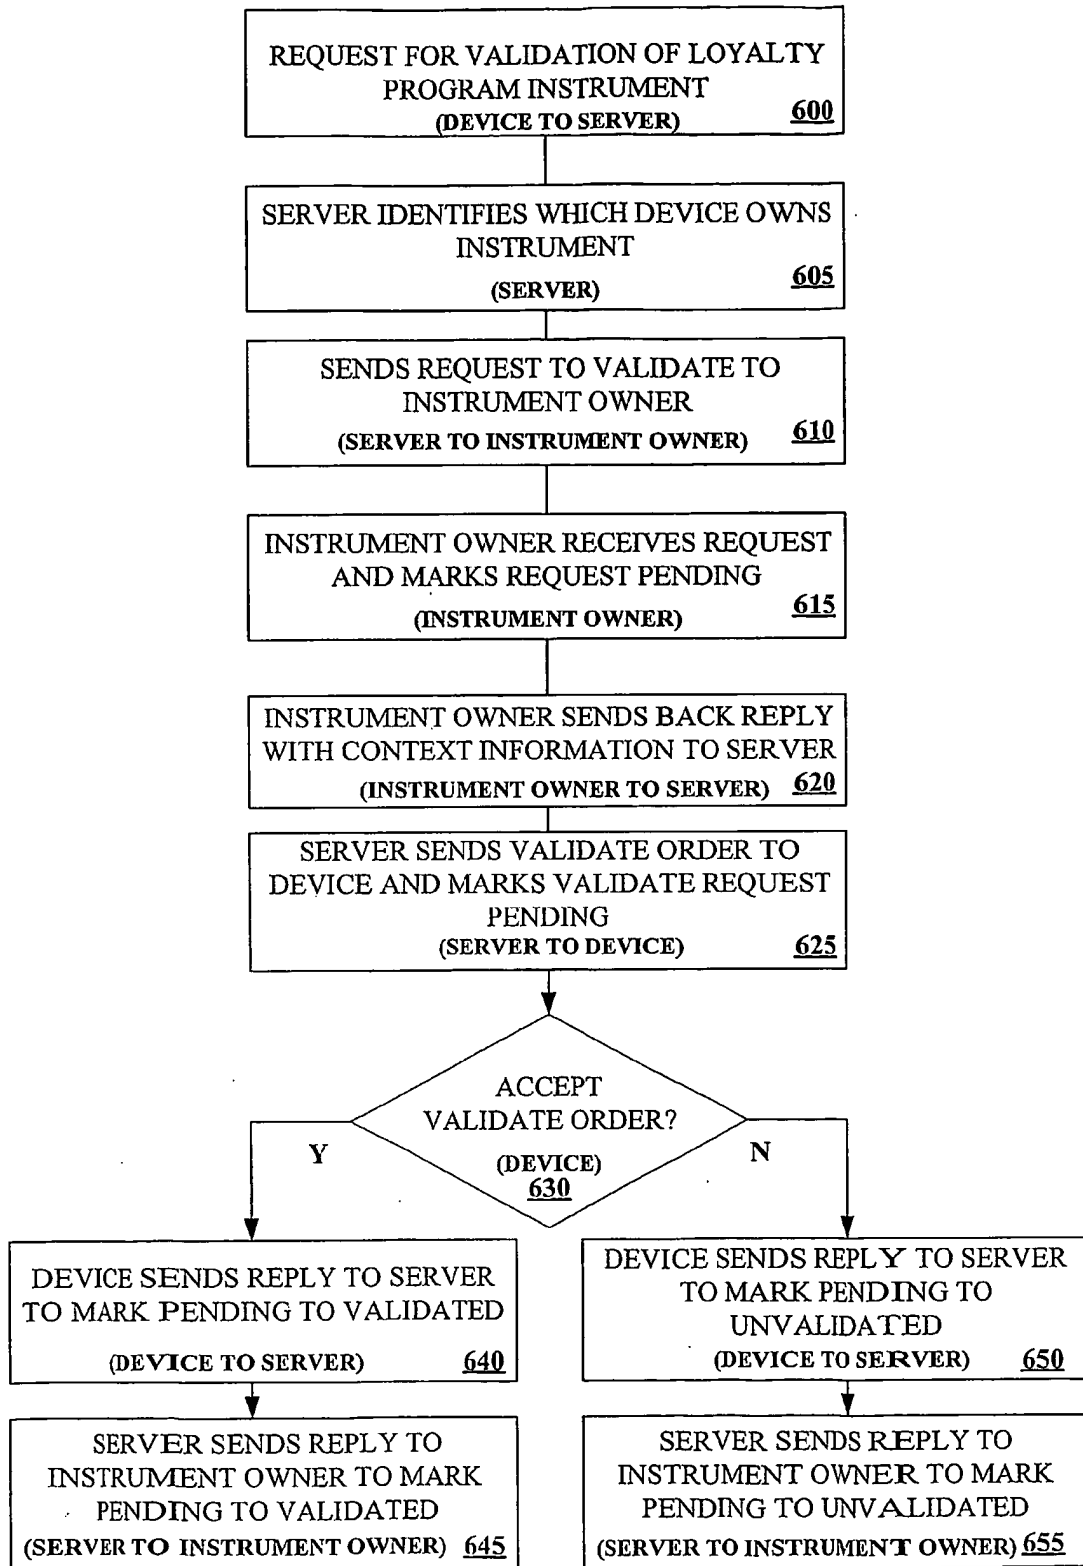 REQUEST FOR VALIDATION OF LOYALTY
PROGRAM INSTRUMENT
(DEVICE TO SERVER)
600
SERVER IDENTIFIES WHICH DEVICE OWNS
INSTRUMENT
(SERVER)
605
SENDS REQUEST TO VALIDATE TO
INSTRUMENT OWNER
(SERVER TO INSTRUMENT OWNER)
610
INSTRUMENT OWNER RECEIVES REQUEST
AND MARKS REQUEST PENDING
(INSTRUMENT OWNER)
615
INSTRUMENT OWNER SENDS BACK REPLY
WITH CONTEXT INFORMATION TO SERVER
(INSTRUMENT OWNER TO SERVER) 620
SERVER SENDS VALIDATE ORDER TO
DEVICE AND MARKS VALIDATE REQUEST
PENDING
(SERVER TO DEVICE) 625
ACCEPT
VALIDATE ORDER?
(DEVICE)
630
Y
N
DEVICE SENDS REPLY TO SERVER
TO MARK PENDING TO VALIDATED
(DEVICE TO SERVER) 640
DEVICE SENDS REPLY TO SERVER
TO MARK PENDING TO
UNVALIDATED
(DEVICE TO SERVER) 650
SERVER SENDS REPLY TO
INSTRUMENT OWNER TO MARK
PENDING TO VALIDATED
(SERVER TO INSTRUMENT OWNER) 645
SERVER SENDS REPLY TO
INSTRUMENT OWNER TO MARK
PENDING TO UNVALIDATED
(SERVER TO INSTRUMENT OWNER) 655